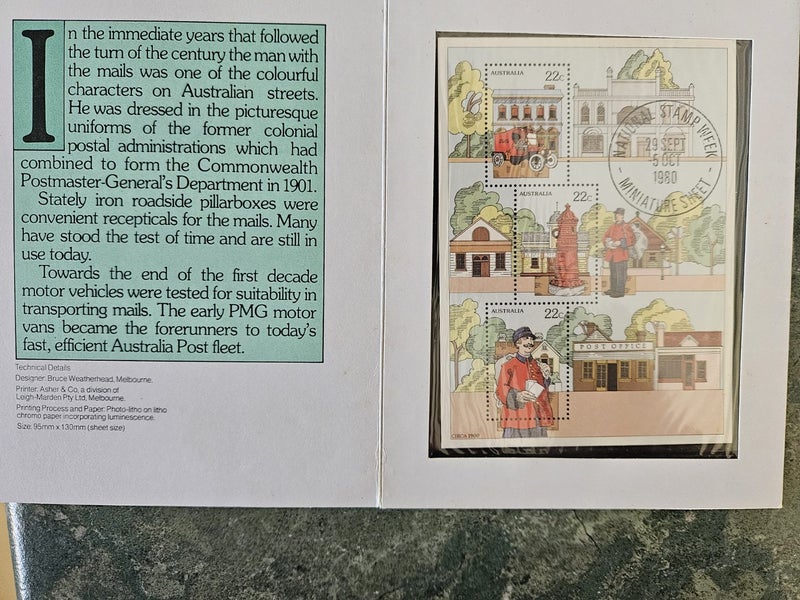 In the immediate years that followed
the turn of the century the man with
the mails was one of the colourful
characters on Australian streets.
He was dressed in the picturesque
uniforms of the former colonial
postal administrations which had
combined to form the Commonwealth
Postmaster-General's Department in 1901.
Stately iron roadside pillarboxes were
convenient recepticals for the mails. Many
have stood the test of time and are still in
use today.
Towards the end of the first decade
motor vehicles were tested for suitability in
transporting mails. The early PMG motor
vans became the forerunners to today's
fast, efficient Australia Post fleet.
Technical Details
Designer: Bruce Weatherhead, Melbourne.
Printer: Asher & Co, a division of
Leigh-Marden Pty Ltd, Melbourne.
Printing Process and Paper: Photo-litho on litho
chromo paper incorporating luminescence.
Size: 95mm x 130mm (sheet size)
AUSTRALIA 22c
NATIONAL STAMP WEEK
29 SEPT
5 OCT
1980
- MINIATURE SHEET -
AUSTRALIA 22c
AUSTRALIA 22c
POST OFFICE
CIRCA 1900